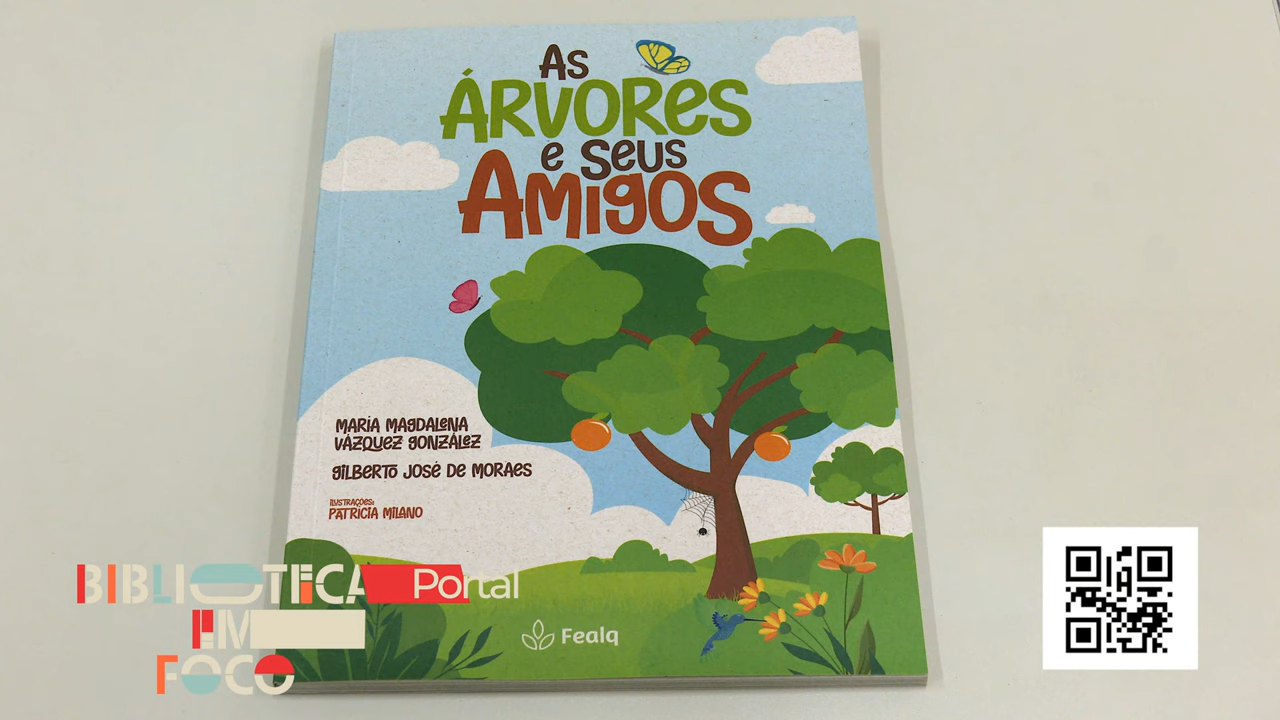 As
ÁRVORES
e SEUS
AMIGOS
MARÍA MAGDALENA
VÁZQUEZ GONZÁLEZ
GILBERTO JOSÉ DE MORAES
ILUSTRAÇÕES:
PATRICIA MILANO
Fealq
BIBLIOTECA Portal
EM
FOCO